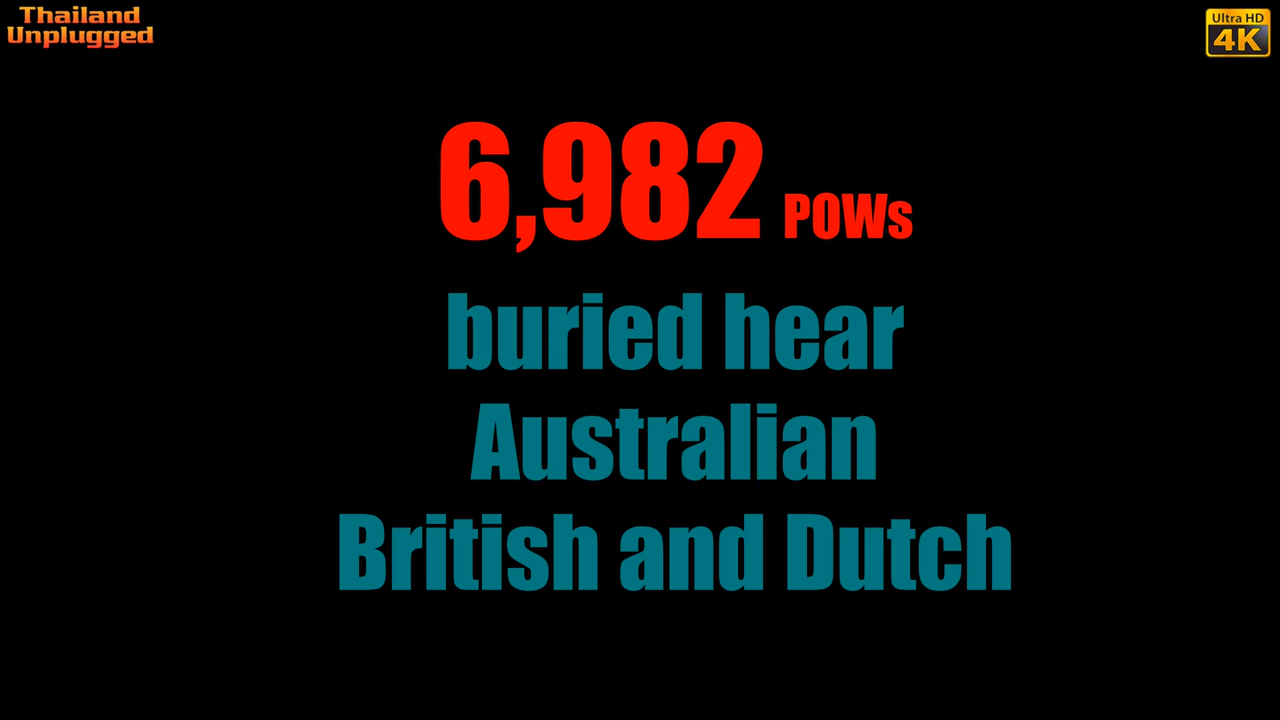 Thailand
Unplugged
Ultra HD
4K
6,982 POWs
buried hear
Australian
British and Dutch